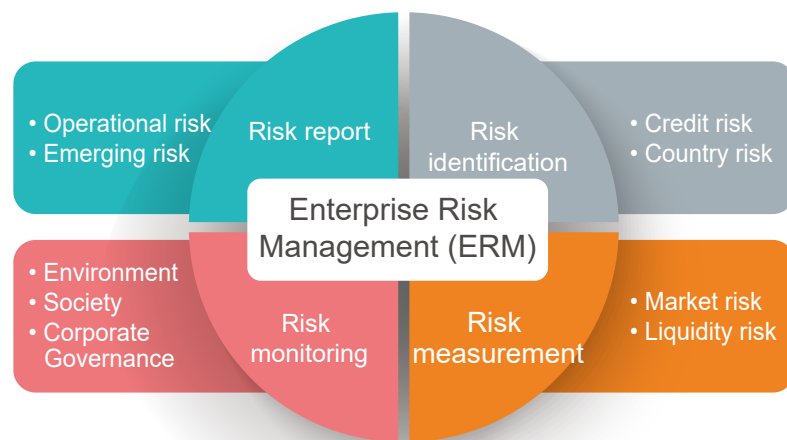 • Operational risk
• Emerging risk
Risk report
Risk
identification
• Credit risk
• Country risk
Enterprise Risk
Management (ERM)
• Environment
• Society
• Corporate
Governance
Risk
monitoring
Risk
measurement
• Market risk
• Liquidity risk